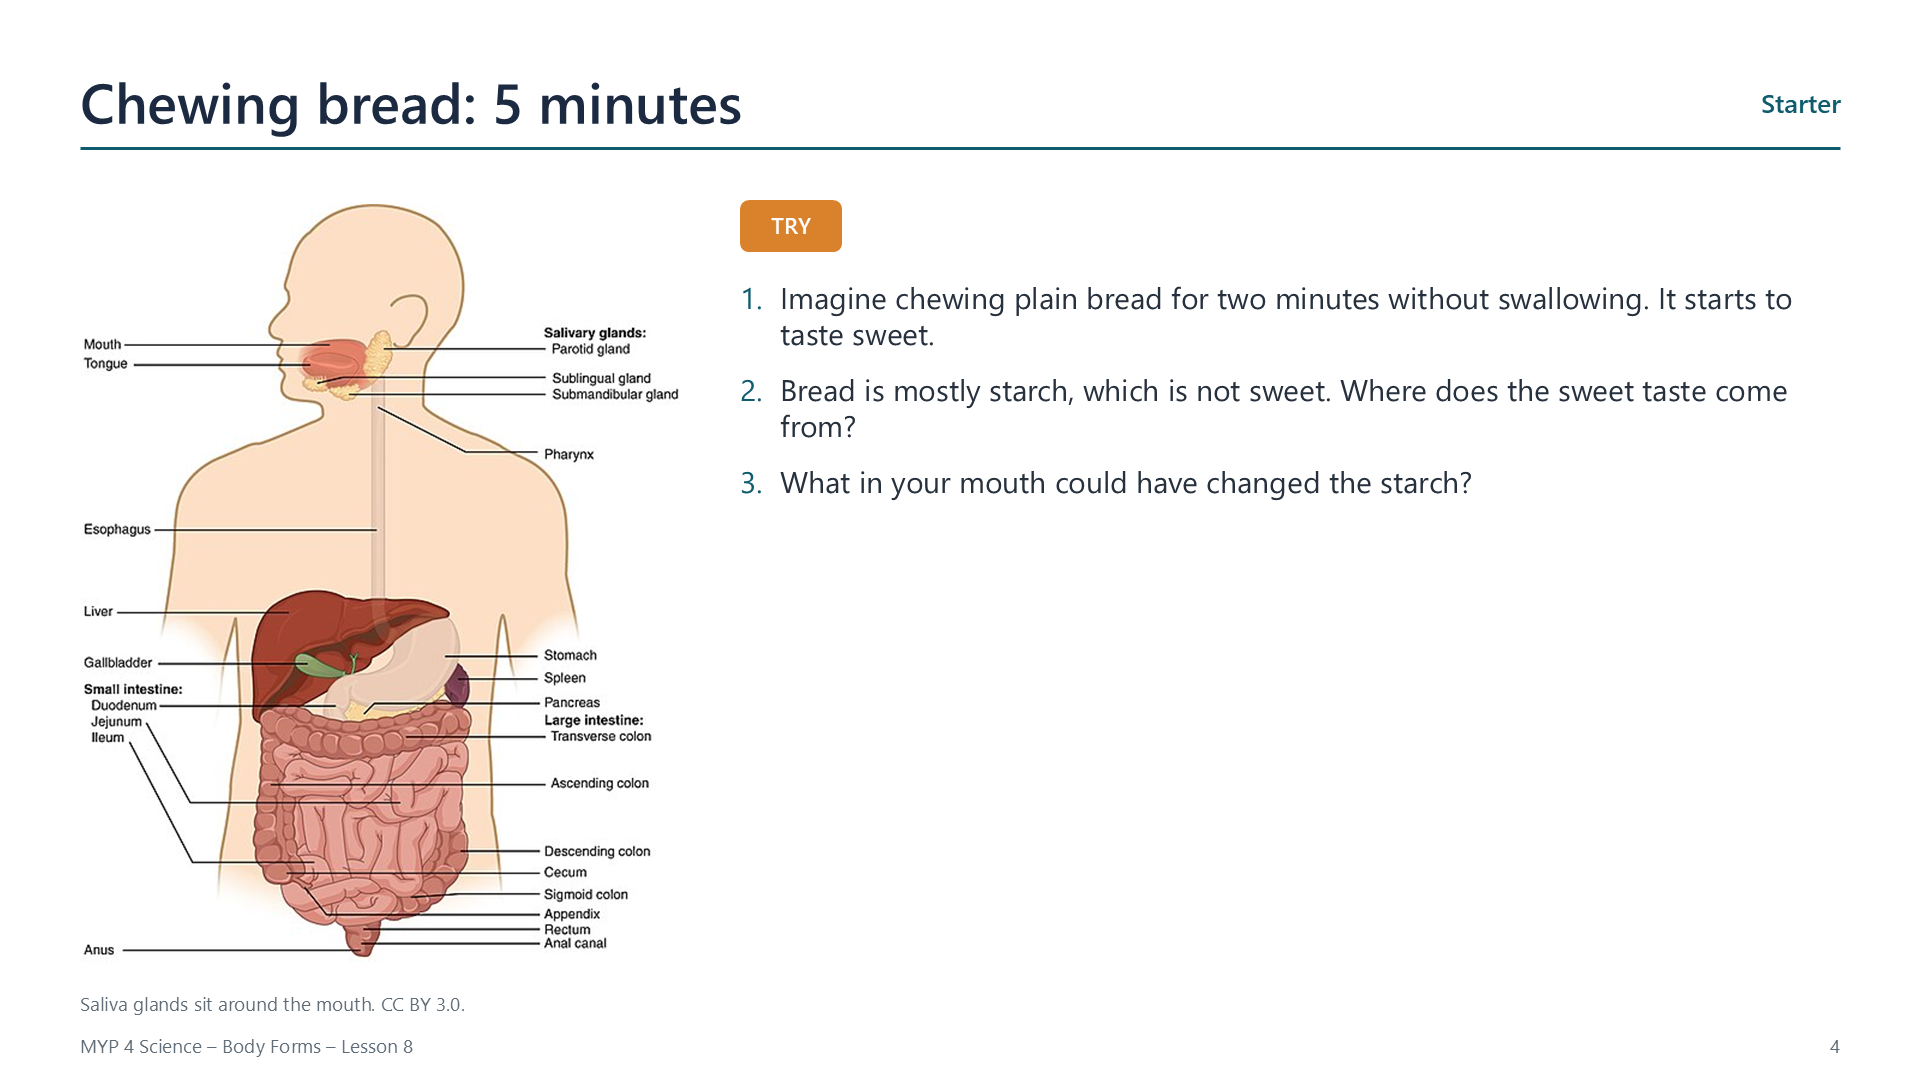 Chewing bread: 5 minutes
Starter
Mouth
Tongue
Esophagus
Liver
Gallbladder
Small intestine:
Duodenum
Jejunum
Ileum
Anus
Salivary glands:
Parotid gland
Sublingual gland
Submandibular gland
Pharynx
Stomach
Spleen
Pancreas
Large intestine:
Transverse colon
Ascending colon
Descending colon
Cecum
Sigmoid colon
Appendix
Rectum
Anal canal
Saliva glands sit around the mouth. CC BY 3.0.
TRY
1. Imagine chewing plain bread for two minutes without swallowing. It starts to
taste sweet.
2. Bread is mostly starch, which is not sweet. Where does the sweet taste come
from?
3. What in your mouth could have changed the starch?
MYP 4 Science – Body Forms – Lesson 8
4